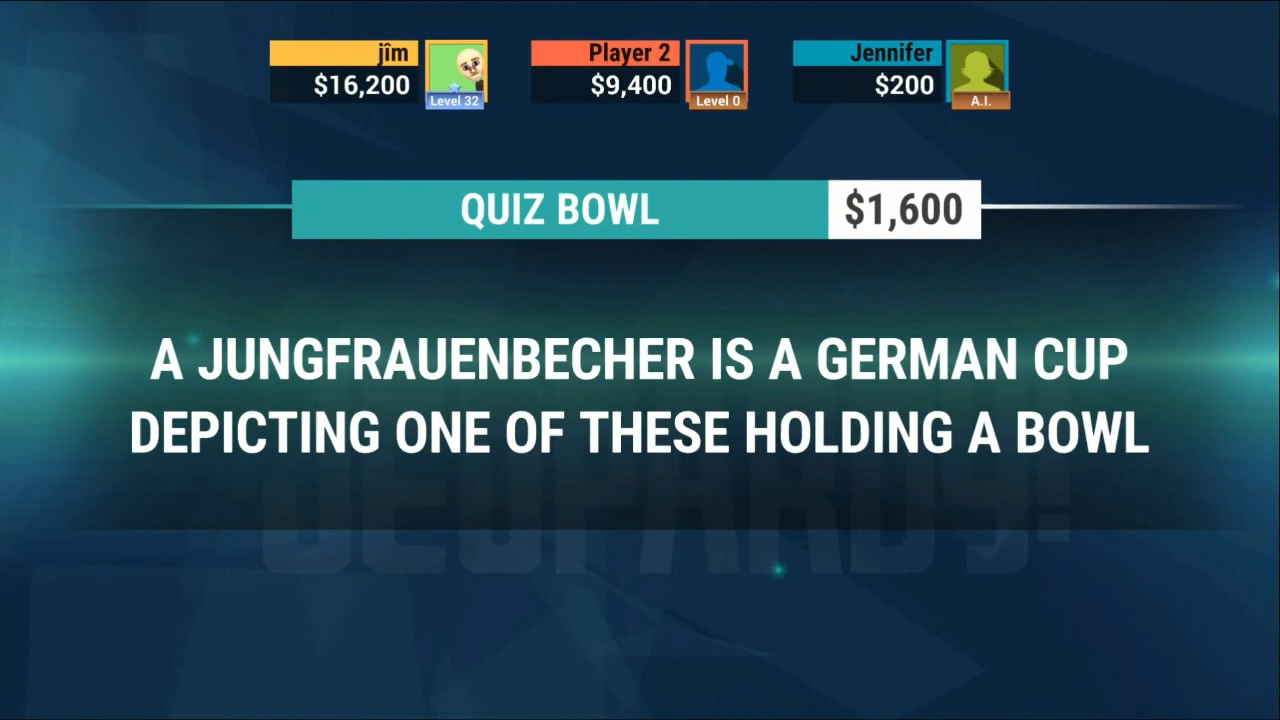 jîm Player 2 Jennifer
$16,200 $9,400 $200
Level 32 Level 0 A.I.
QUIZ BOWL $1,600
A JUNGFRAUENBECHER IS A GERMAN CUP
DEPICTING ONE OF THESE HOLDING A BOWL
JEOPARDY!